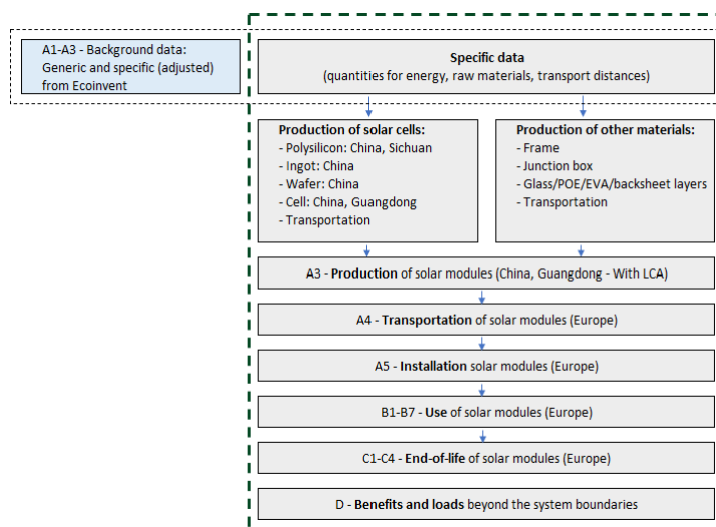 A1-A3 - Background data:
Generic and specific (adjusted)
from Ecoinvent
Specific data
(quantities for energy, raw materials, transport distances)
Production of solar cells:
- Polysilicon: China, Sichuan
- Ingot: China
- Wafer: China
- Cell: China, Guangdong
- Transportation
Production of other materials:
- Frame
- Junction box
- Glass/POE/EVA/backsheet layers
- Transportation
A3 - Production of solar modules (China, Guangdong - With LCA)
A4 - Transportation of solar modules (Europe)
A5 - Installation solar modules (Europe)
B1-B7 - Use of solar modules (Europe)
C1-C4 - End-of-life of solar modules (Europe)
D - Benefits and loads beyond the system boundaries